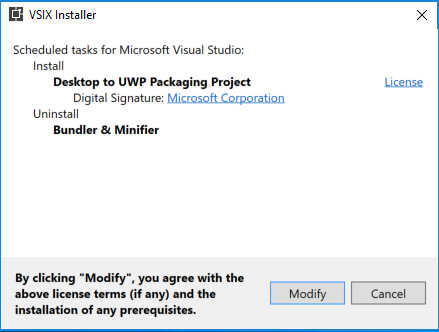 VSIX Installer
Scheduled tasks for Microsoft Visual Studio:
Install
Desktop to UWP Packaging Project License
Digital Signature: Microsoft Corporation
Uninstall
Bundler & Minifier
By clicking "Modify", you agree with the
above license terms (if any) and the
installation of any prerequisites.
Modify Cancel